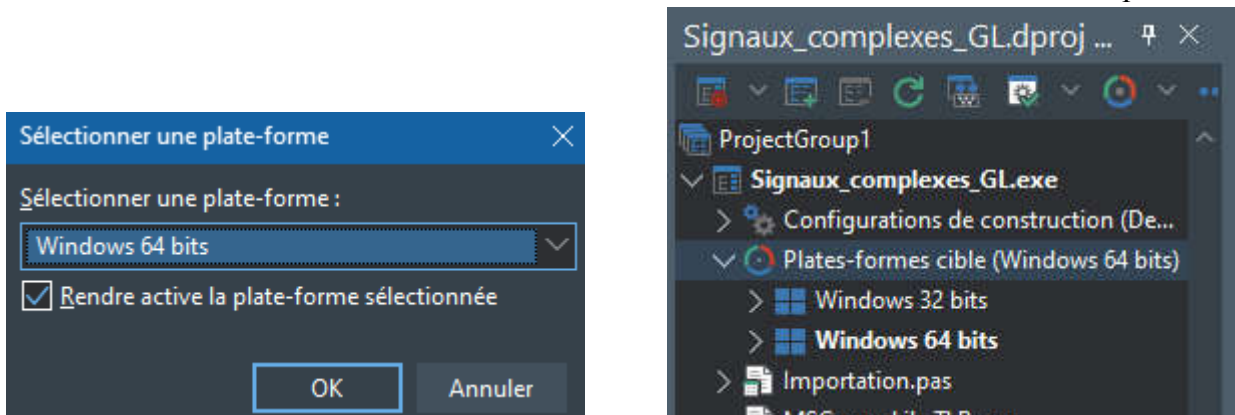 Sélectionner une plate-forme
Sélectionner une plate-forme :
Windows 64 bits
Rendre active la plate-forme sélectionnée
OK
Annuler
Signaux_complexes_GL.dproj ...
ProjectGroup1
Signaux_complexes_GL.exe
Configurations de construction (De...
Plates-formes cible (Windows 64 bits)
Windows 32 bits
Windows 64 bits
Importation.pas